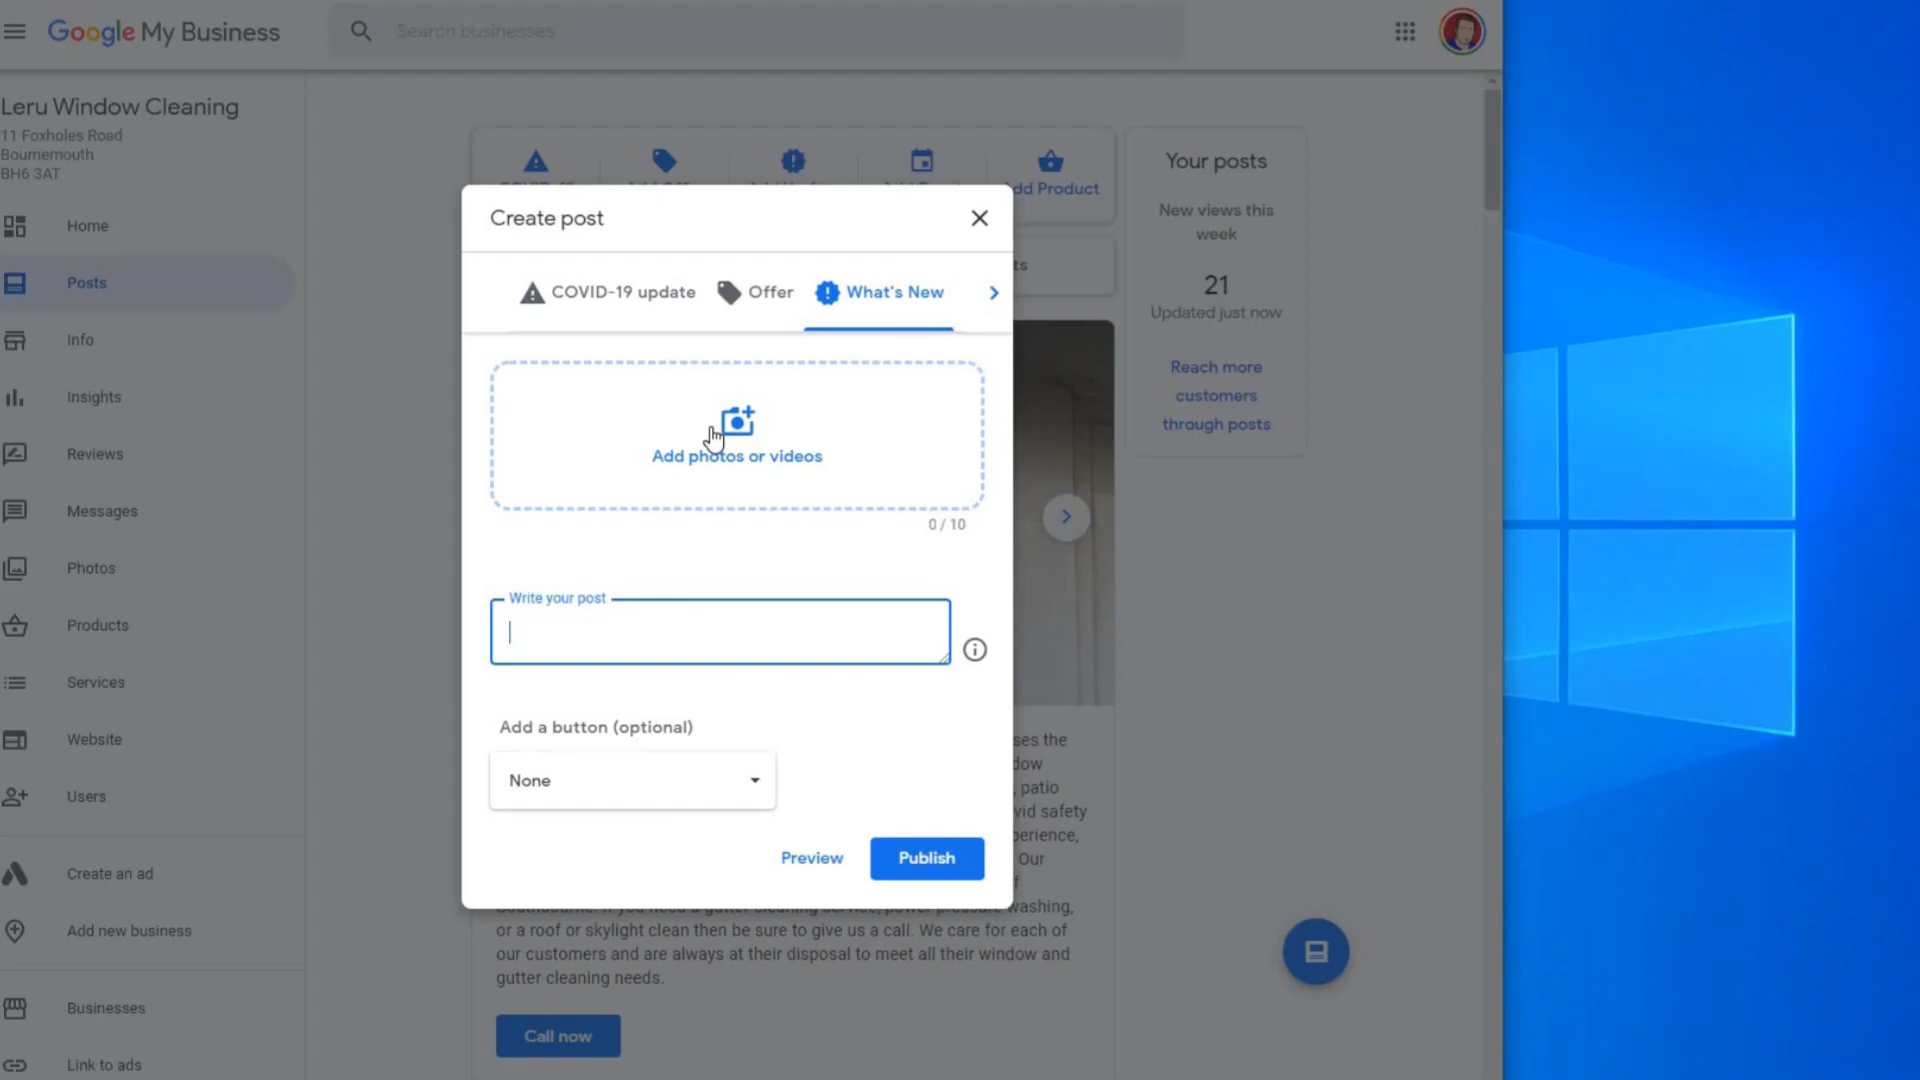 Google My Business
Search businesses
Leru Window Cleaning
11 Foxholes Road
Bournemouth
BH6 3AT
Home
Posts
Info
Insights
Reviews
Messages
Photos
Products
Services
Website
Users
Create an ad
Add new business
Businesses
Link to ads
dd Product
ts
Create post
COVID-19 update
Offer
What's New
Add photos or videos
0 / 10
Write your post
Add a button (optional)
None
Preview
Publish
Your posts
New views this
week
21
Updated just now
Reach more
customers
through posts
ses the
dow
, patio
vid safety
perience,
Our
washing,
or a roof or skylight clean then be sure to give us a call. We care for each of
our customers and are always at their disposal to meet all their window and
gutter cleaning needs.
Call now